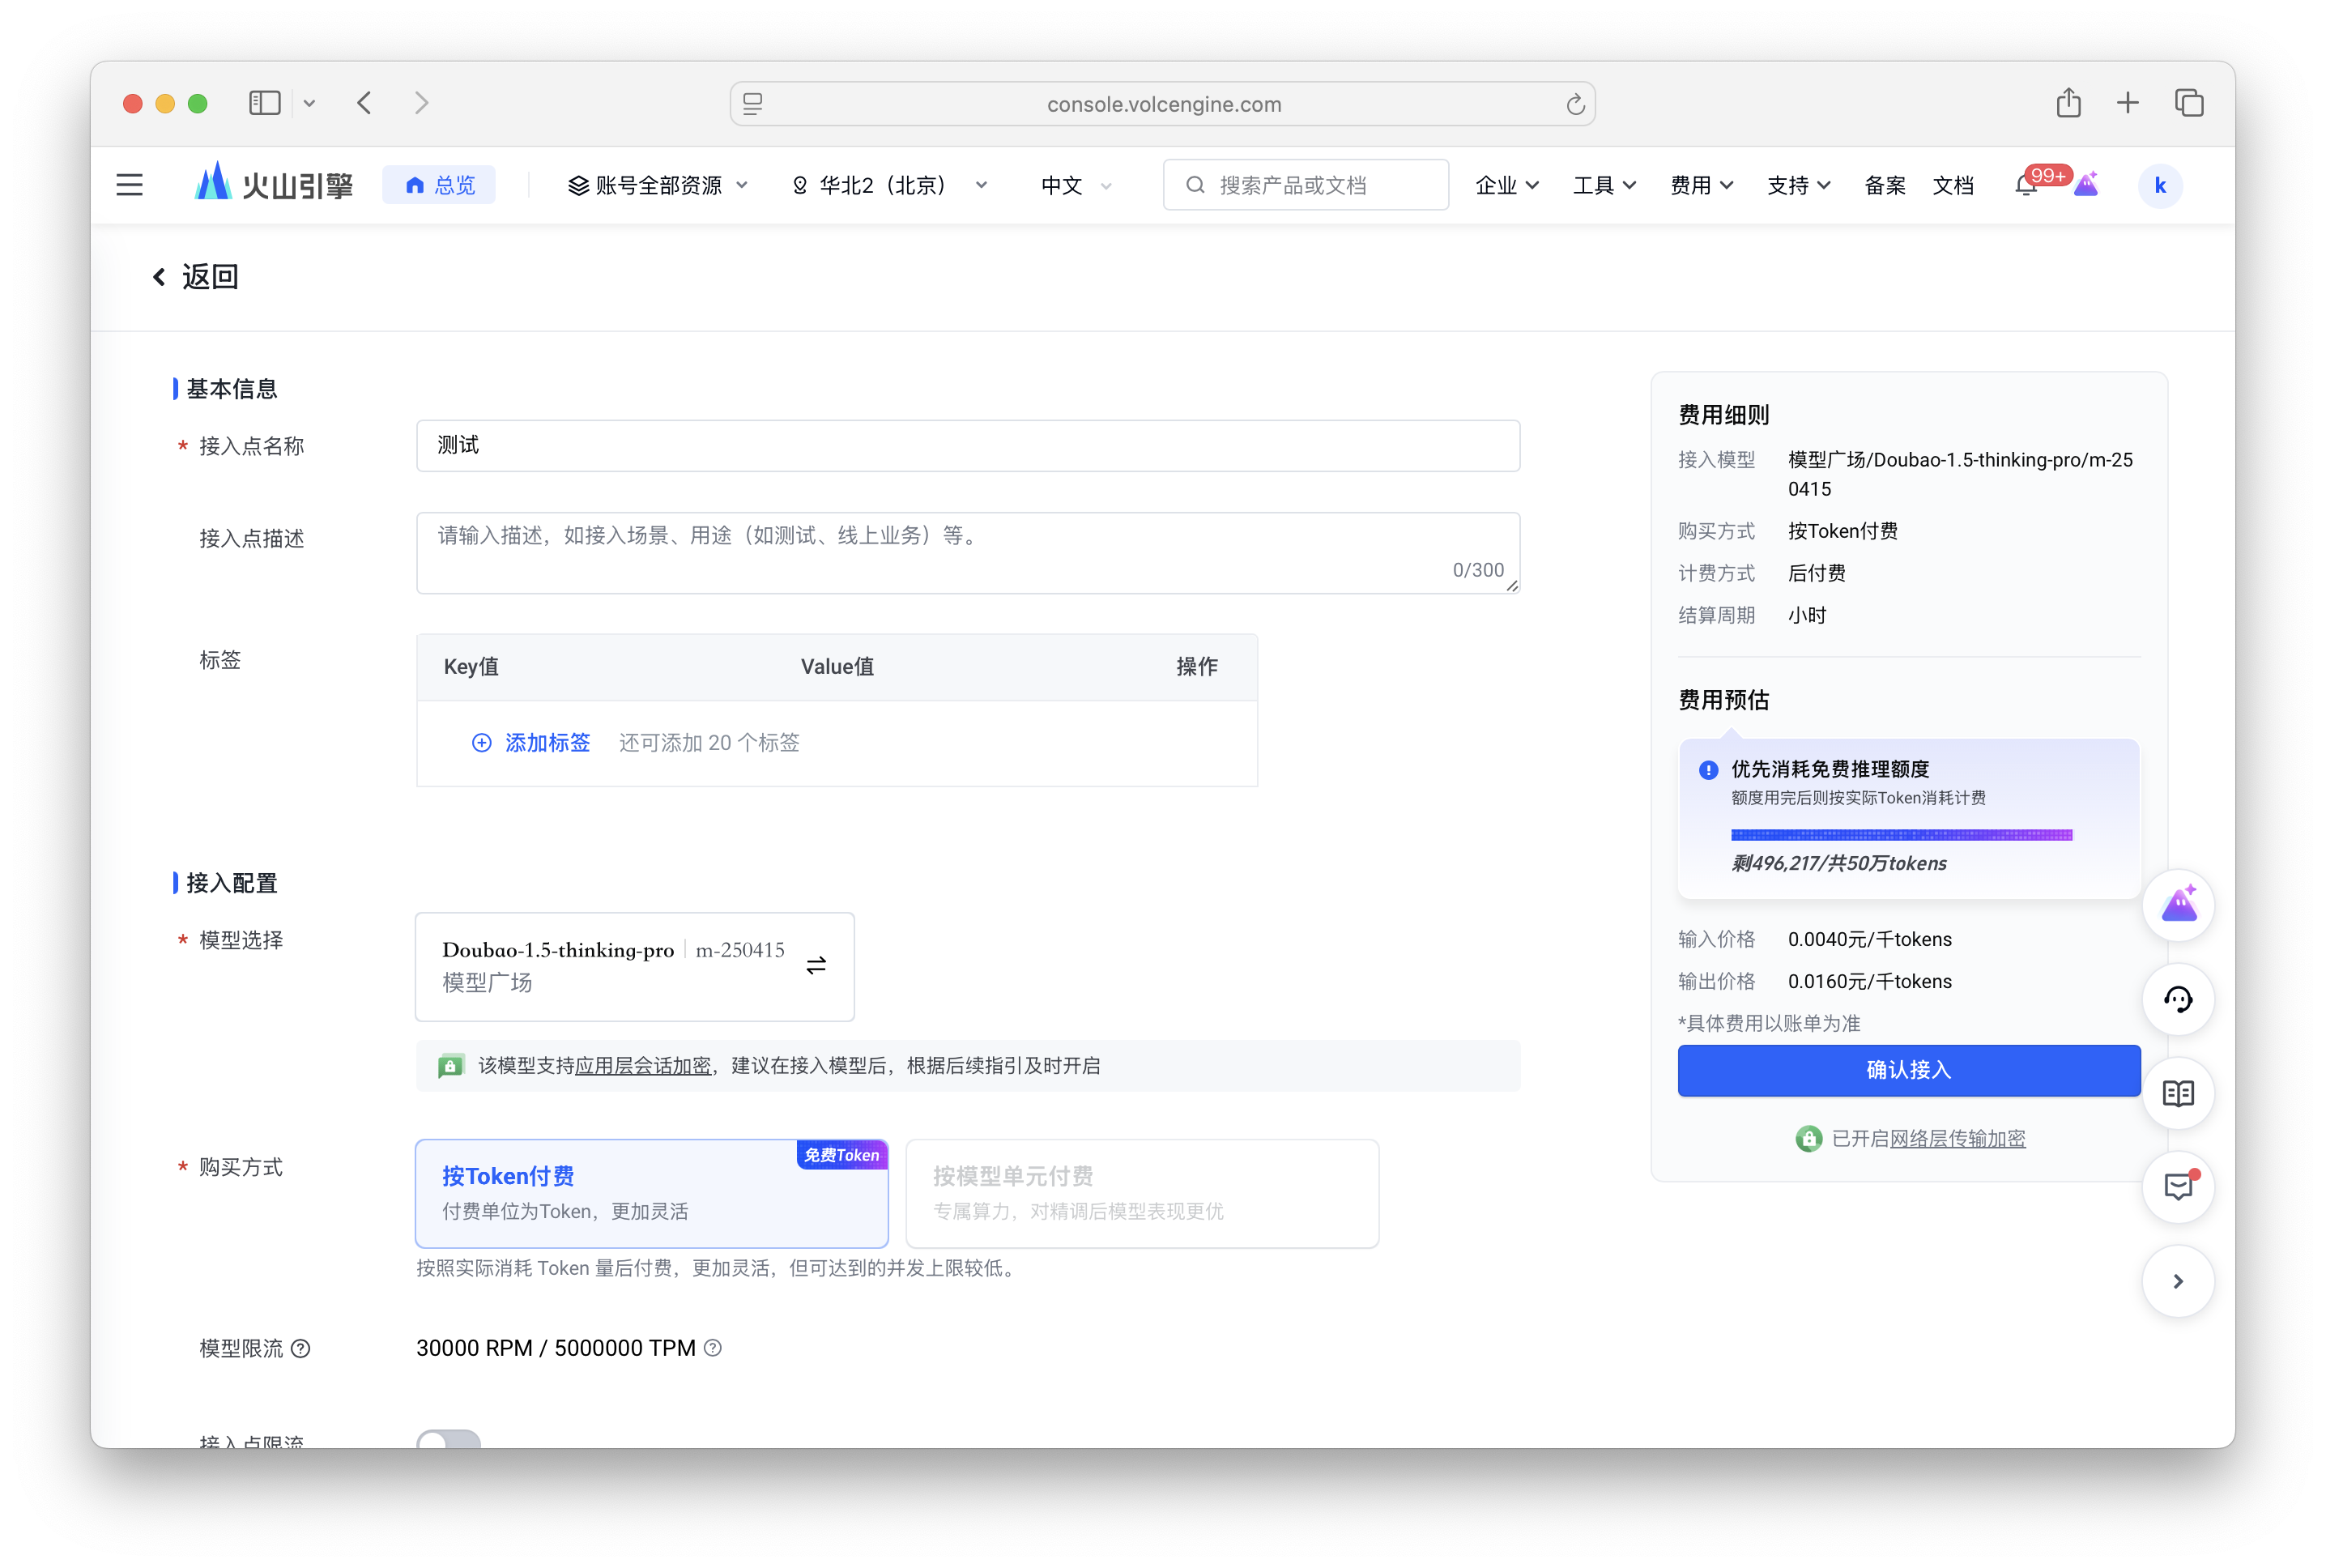 console.volcengine.com
火山引擎 总览 账号全部资源 华北2（北京） 中文 搜索产品或文档 企业 工具 费用 支持 备案 文档 99+ k
返回
基本信息
* 接入点名称 测试
接入点描述 请输入描述，如接入场景、用途（如测试、线上业务）等。
0/300
标签 Key值 Value值 操作
添加标签 还可添加 20 个标签
接入配置
* 模型选择 Doubao-1.5-thinking-pro m-250415
模型广场
该模型支持应用层会话加密，建议在接入模型后，根据后续指引及时开启
* 购买方式 按Token付费 免费Token
付费单位为Token，更加灵活
按模型单元付费
专属算力，对精调后模型表现更优
按照实际消耗 Token 量后付费，更加灵活，但可达到的并发上限较低。
模型限流 30000 RPM / 5000000 TPM
接入点限流
费用细则
接入模型 模型广场/Doubao-1.5-thinking-pro/m-25
0415
购买方式 按Token付费
计费方式 后付费
结算周期 小时
费用预估
优先消耗免费推理额度
额度用完后则按实际Token消耗计费
剩496,217/共50万tokens
输入价格 0.0040元/千tokens
输出价格 0.0160元/千tokens
*具体费用以账单为准
确认接入
已开启网络层传输加密